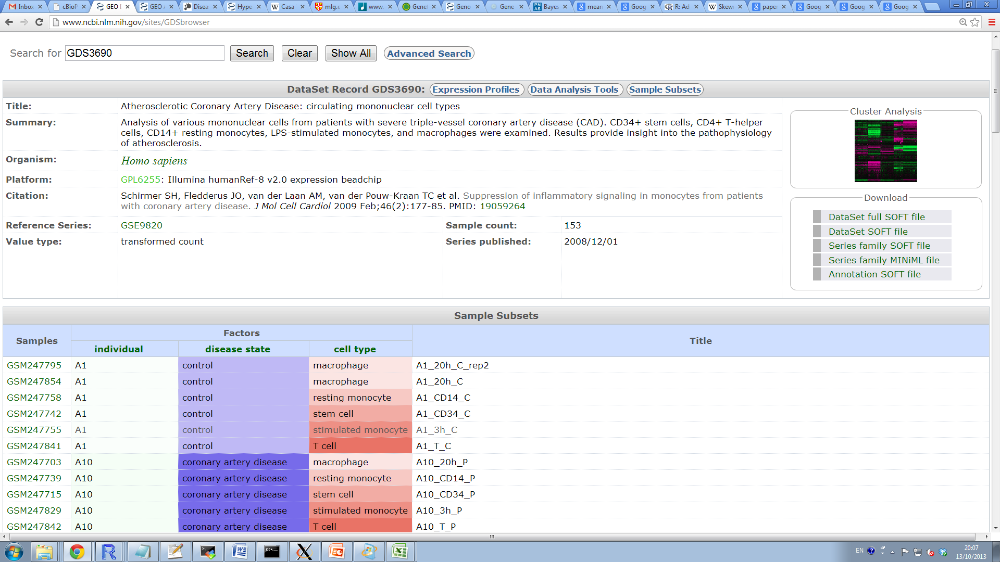 Inbox
cBioP
GEO
GEO
Disea
Hype
Casa
mlg.e
www.
Genet
Geno
Gene
Bayes
mean
Goog
R: Ad
Skew
paper
Goog
Goog
Goog
www.ncbi.nlm.nih.gov/sites/GDSbrowser
Search for GDS3690 Search Clear Show All Advanced Search
DataSet Record GDS3690: Expression Profiles Data Analysis Tools Sample Subsets
Title: Atherosclerotic Coronary Artery Disease: circulating mononuclear cell types
Summary: Analysis of various mononuclear cells from patients with severe triple-vessel coronary artery disease (CAD). CD34+ stem cells, CD4+ T-helper
cells, CD14+ resting monocytes, LPS-stimulated monocytes, and macrophages were examined. Results provide insight into the pathophysiology
of atherosclerosis.
Organism: Homo sapiens
Platform: GPL6255: Illumina humanRef-8 v2.0 expression beadchip
Citation: Schirmer SH, Fledderus JO, van der Laan AM, van der Pouw-Kraan TC et al. Suppression of inflammatory signaling in monocytes from patients
with coronary artery disease. J Mol Cell Cardiol 2009 Feb;46(2):177-85. PMID: 19059264
Reference Series: GSE9820 Sample count: 153
Value type: transformed count Series published: 2008/12/01
Cluster Analysis
Download
DataSet full SOFT file
DataSet SOFT file
Series family SOFT file
Series family MINiML file
Annotation SOFT file
Sample Subsets
Samples Factors Title
individual disease state cell type
GSM247795 A1 control macrophage A1_20h_C_rep2
GSM247854 A1 control macrophage A1_20h_C
GSM247758 A1 control resting monocyte A1_CD14_C
GSM247742 A1 control stem cell A1_CD34_C
GSM247755 A1 control stimulated monocyte A1_3h_C
GSM247841 A1 control T cell A1_T_C
GSM247703 A10 coronary artery disease macrophage A10_20h_P
GSM247739 A10 coronary artery disease resting monocyte A10_CD14_P
GSM247715 A10 coronary artery disease stem cell A10_CD34_P
GSM247829 A10 coronary artery disease stimulated monocyte A10_3h_P
GSM247842 A10 coronary artery disease T cell A10_T_P
EN
20:07
13/10/2013